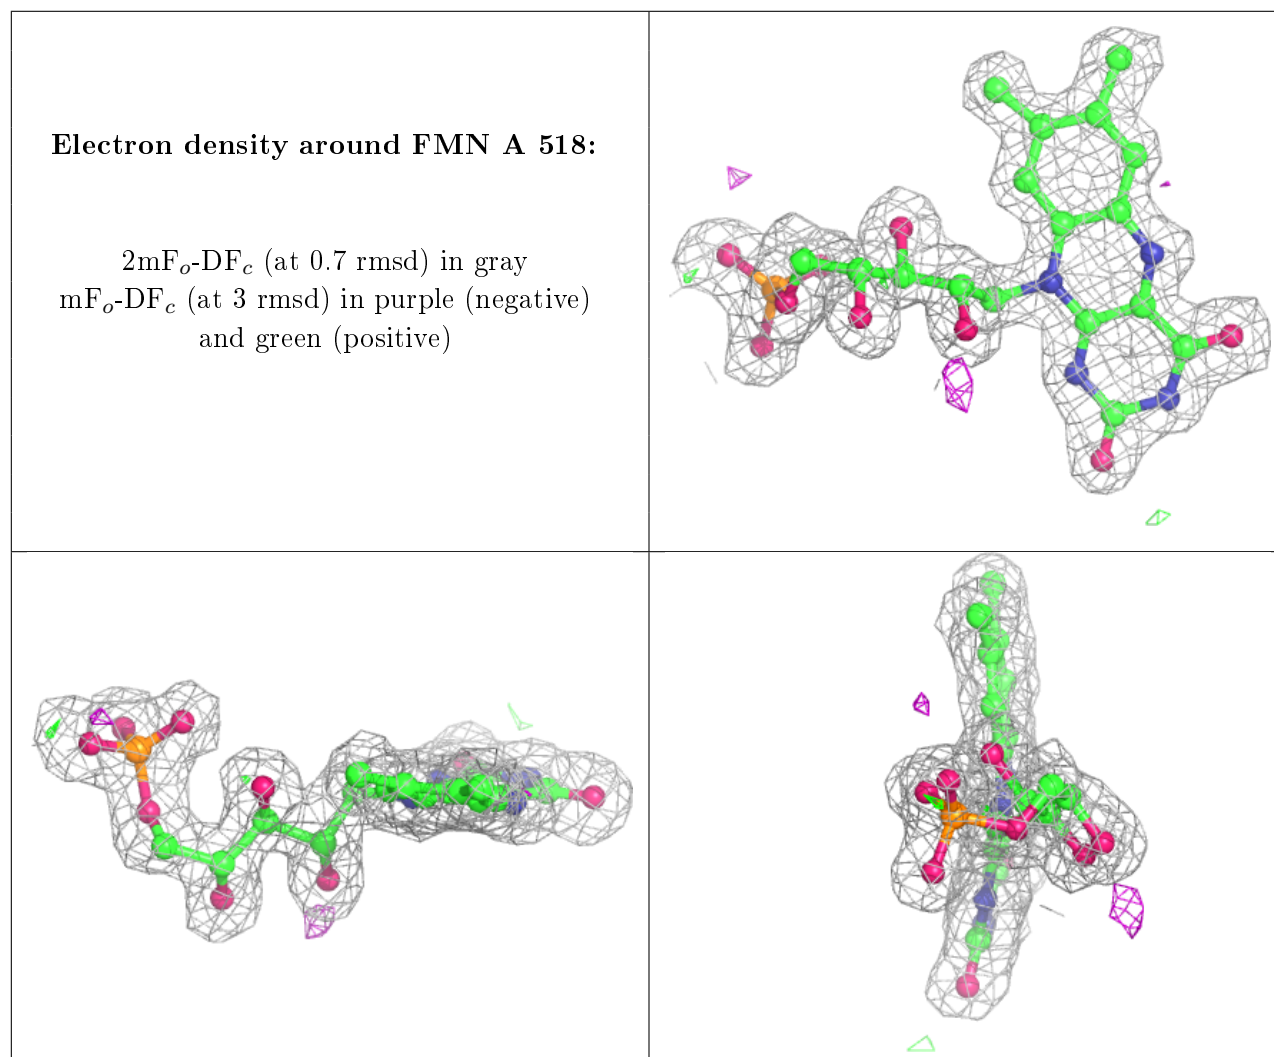 Electron density around FMN A 518:
2mFₒ-DF𝒸 (at 0.7 rmsd) in gray
mFₒ-DF𝒸 (at 3 rmsd) in purple (negative)
and green (positive)